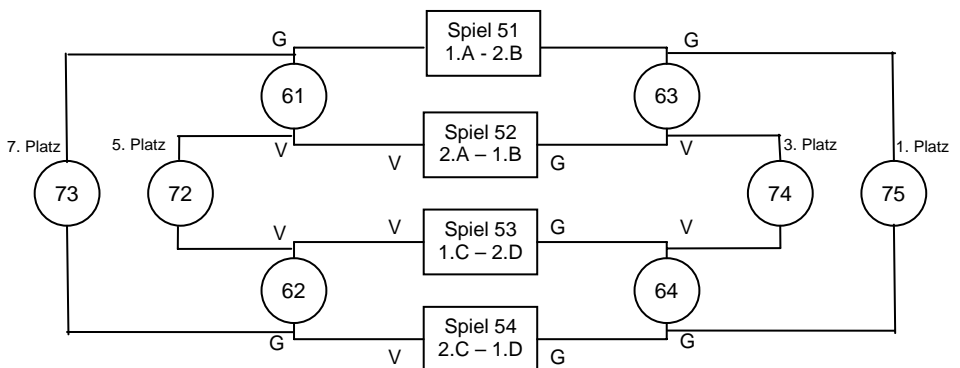 Spiel 51
1.A - 2.B
G
G
61
63
Spiel 52
2.A – 1.B
V
V
G
V
7. Platz
5. Platz
3. Platz
1. Platz
73
72
74
75
Spiel 53
1.C – 2.D
V
V
G
V
62
64
Spiel 54
2.C – 1.D
G
V
G
G